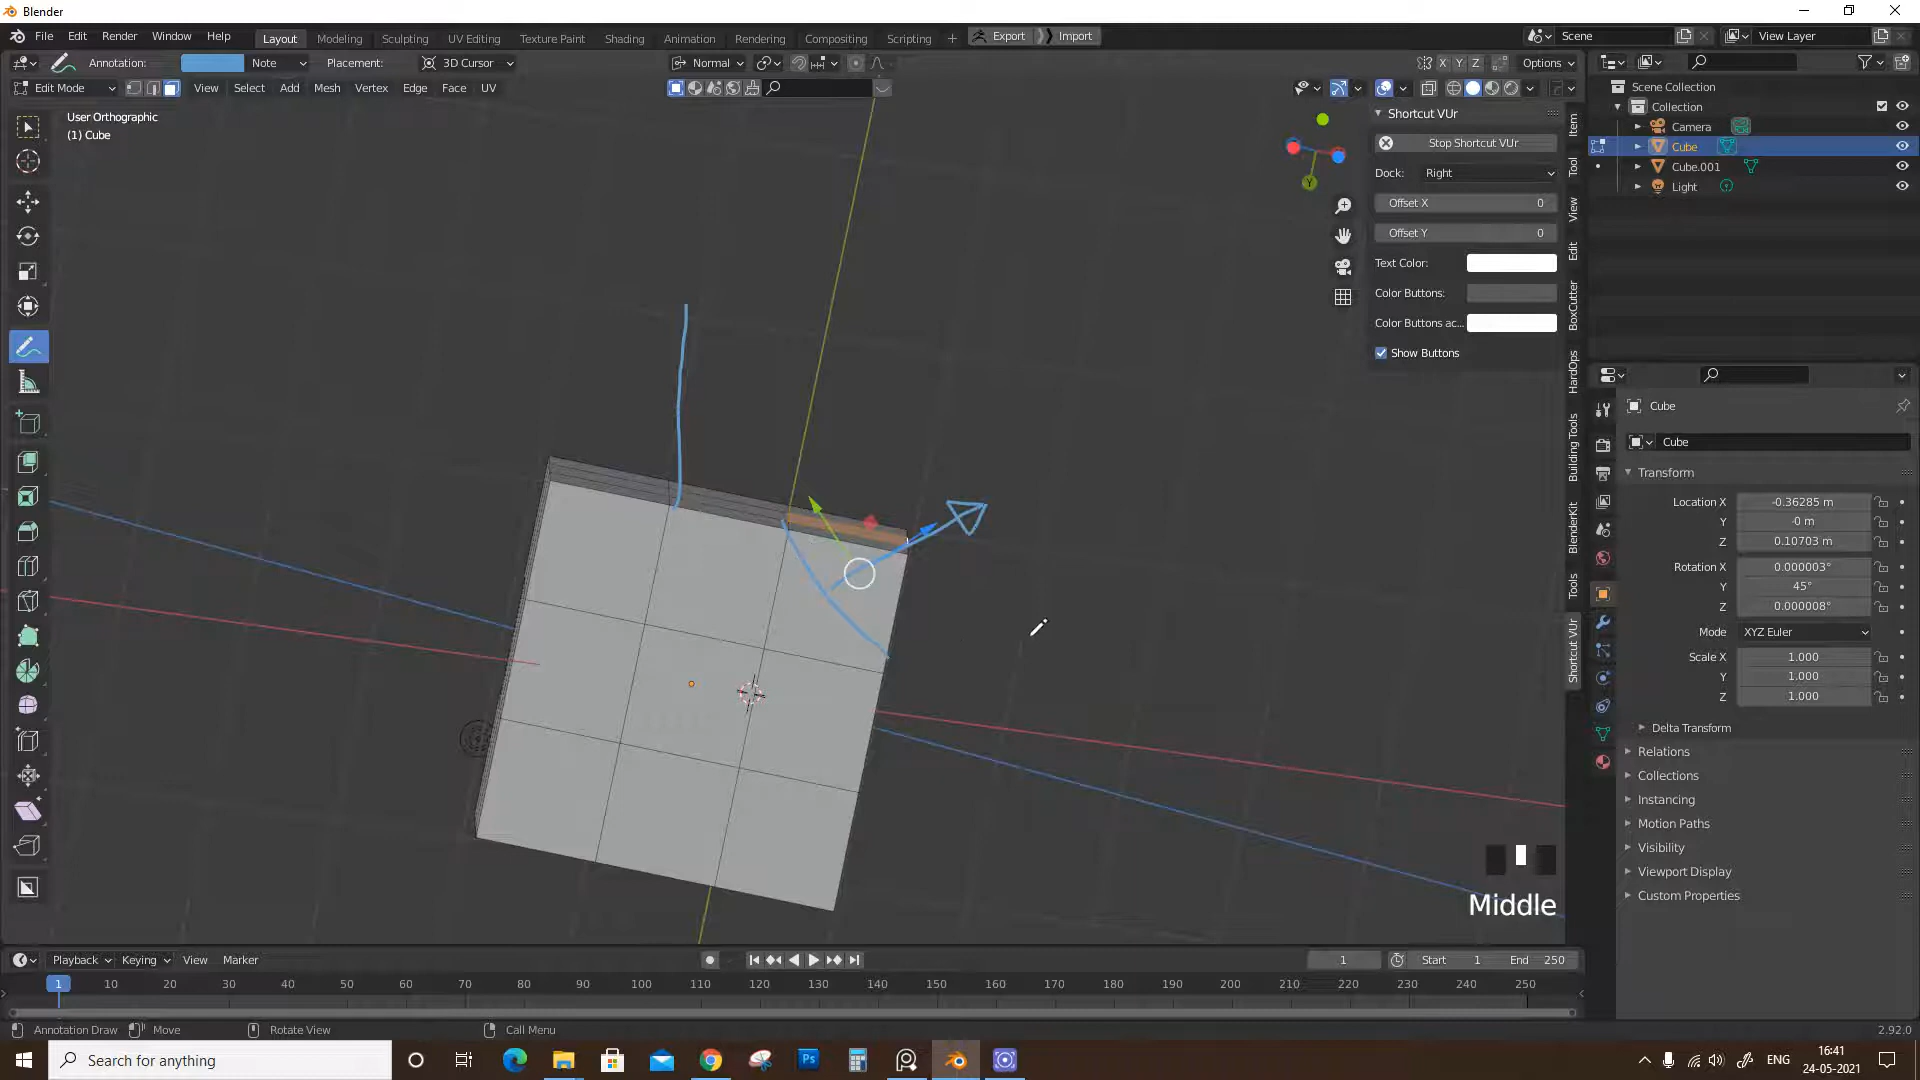 Blender
File Edit Render Window Help
Layout Modeling Sculpting UV Editing Texture Paint Shading Animation Rendering Compositing Scripting + Export Import
Scene View Layer
Annotation: Note Placement: 3D Cursor Normal X Y Z Options
Edit Mode View Select Add Mesh Vertex Edge Face UV
User Orthographic
(1) Cube
Y
Shortcut VUr
Stop Shortcut VUr
Dock: Right
Offset X 0
Offset Y 0
Text Color:
Color Buttons:
Color Buttons ac...
Show Buttons
Item
Tool
View
Edit
BoxCutter
HardOps
Building Tools
BlenderKit
Tools
Shortcut VUr
Scene Collection
Collection
Camera
Cube
Cube.001
Light
Cube
Cube
Transform
Location X -0.36285 m
Y -0 m
Z 0.10703 m
Rotation X 0.000003°
Y 45°
Z 0.000008°
Mode XYZ Euler
Scale X 1.000
Y 1.000
Z 1.000
Delta Transform
Relations
Collections
Instancing
Motion Paths
Visibility
Viewport Display
Custom Properties
Middle
Playback Keying View Marker 1 Start 1 End 250
1 10 20 30 40 50 60 70 80 90 100 110 120 130 140 150 160 170 180 190 200 210 220 230 240 250
Annotation Draw Move Rotate View Call Menu 2.92.0
Search for anything
Ps
ENG
16:41
24-05-2021